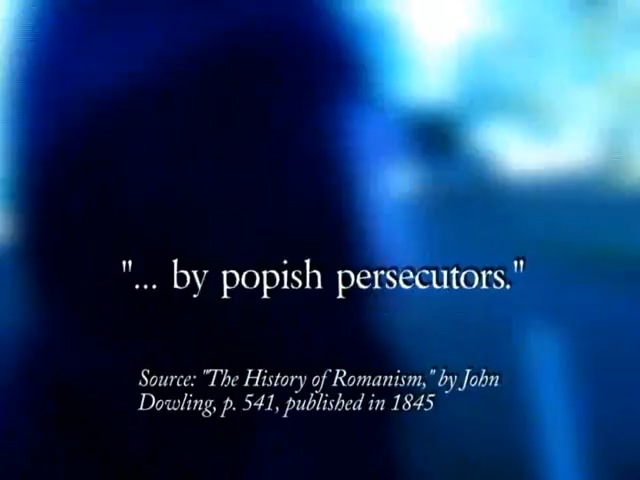 "... by popish persecutors."
Source: "The History of Romanism," by John
Dowling, p. 541, published in 1845